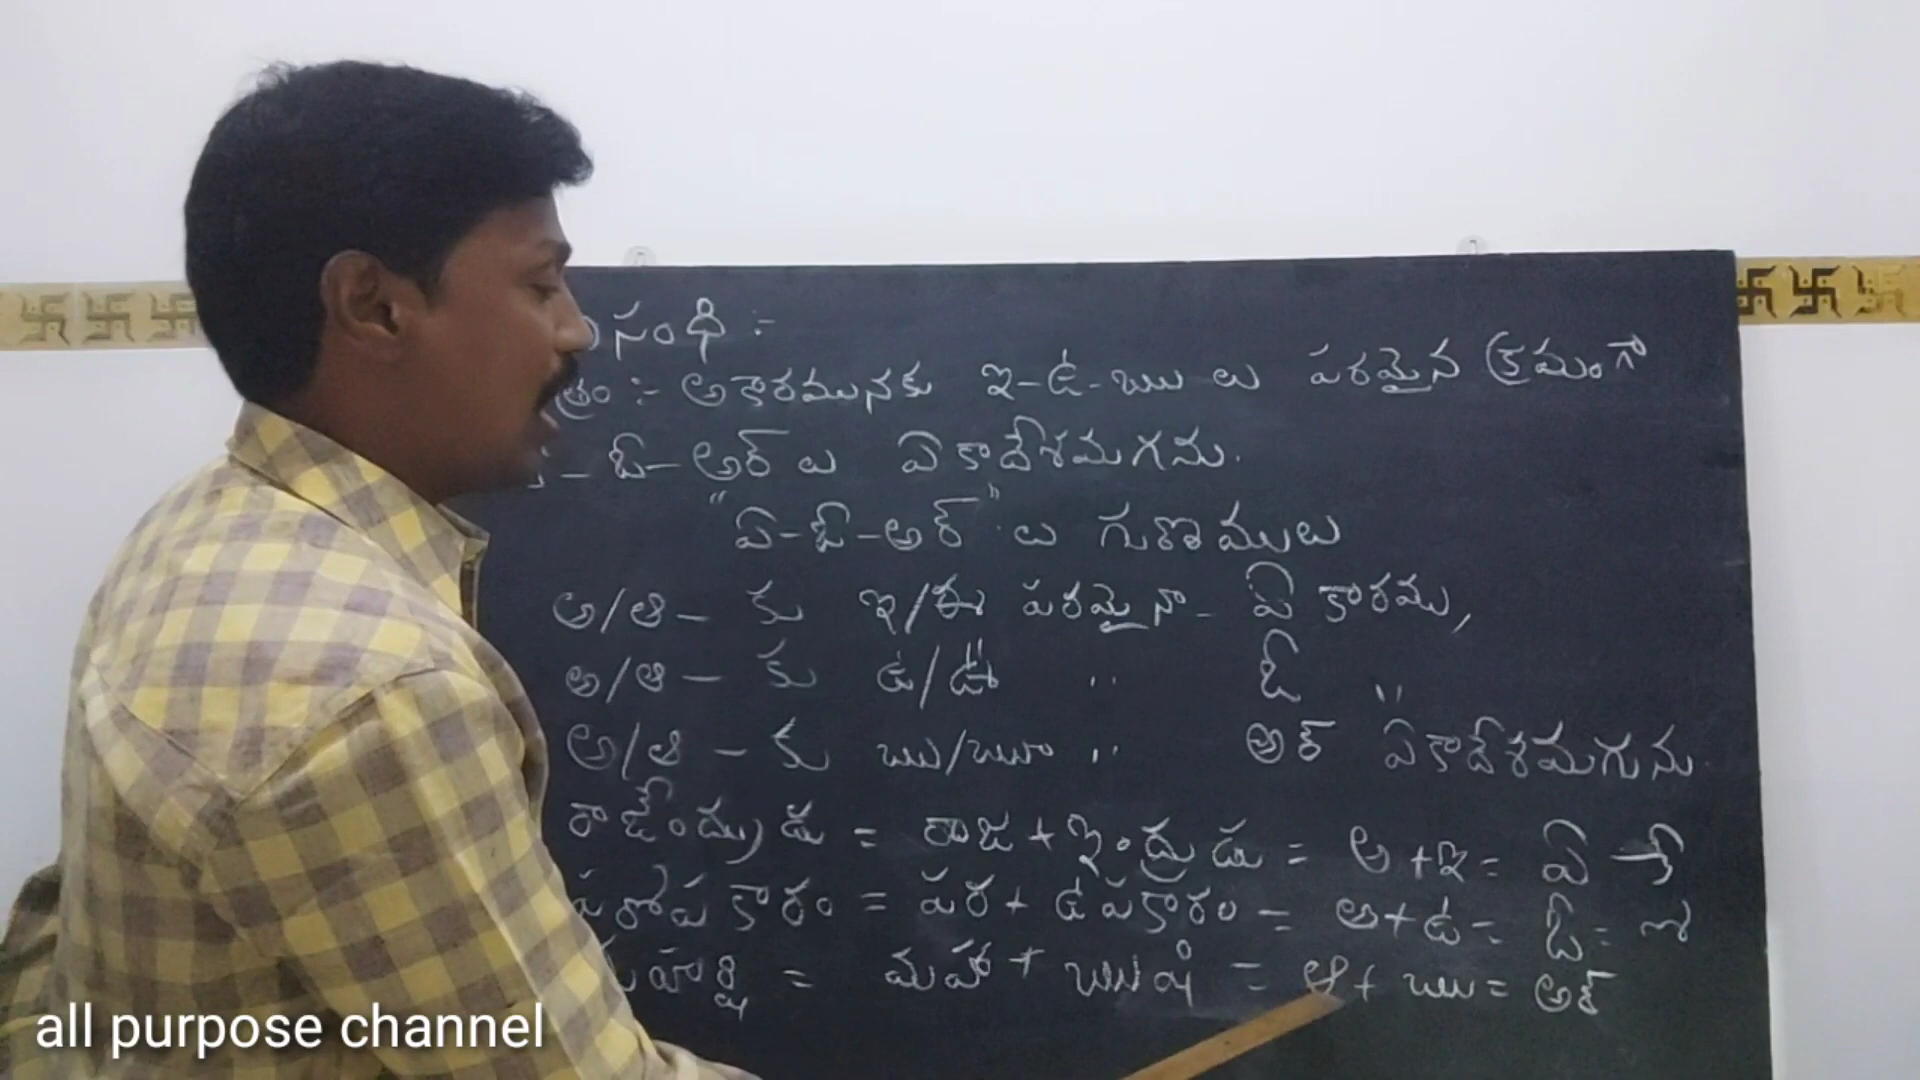 సంధి :-
అకారమునకు ఇ-ఉ-ఋ లు పరమైన క్రమంగా
ఓ-అర్ లు ఏకాదేశమగను.
"ఏ-ఓ-అర్" లు గుణములు
అ/ఆ - కు ఇ/ఈ పరమైనా - ఏ కారము,
అ/ఆ - కు ఉ/ఊ " ఓ "
అ/ఆ - కు ఋ/ౠ " అర్ ఏకాదేశమగును
రాజేంద్రుడు = రాజ + ఇంద్రుడు = అ + ఇ = ఏ
పరోపకారం = పర + ఉపకారం = అ + ఉ = ఓ =
మహర్షి = మహా + ఋషి = ఆ + ఋ = అర్
all purpose channel